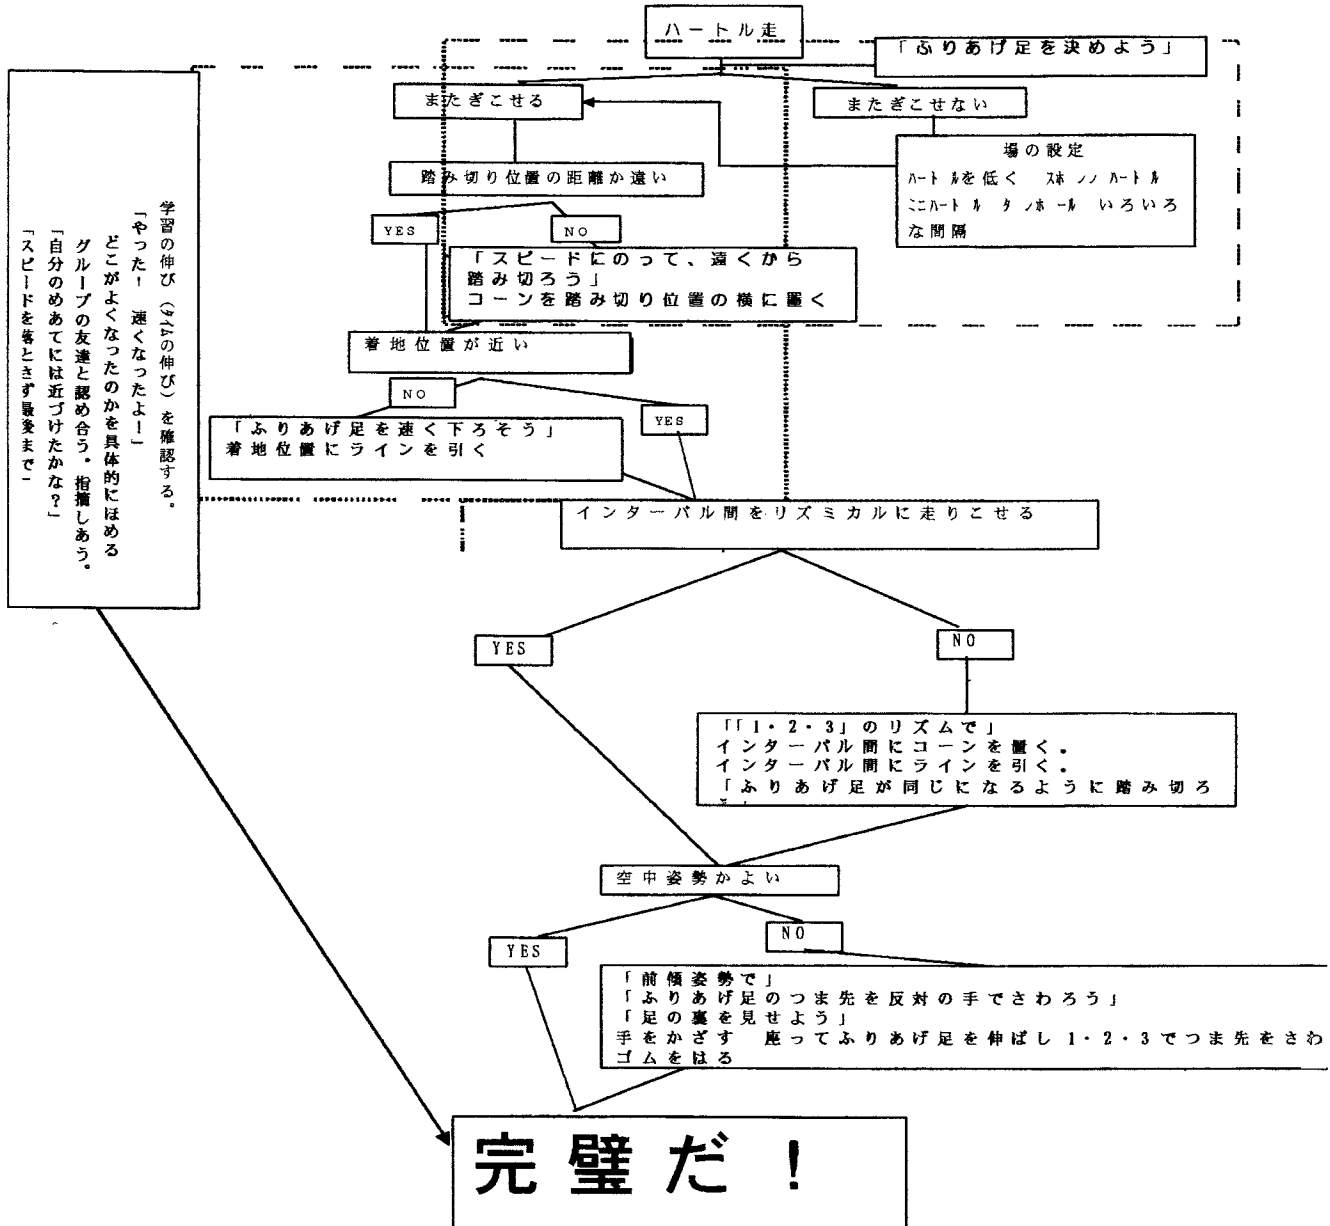 ハートル走
「ふりあげ足を決めよう」
またぎこせる
またぎこせない
場の設定
ハートルを低く スホンノハートル
ミニハートル タノホール いろいろ
な間隔
踏み切り位置の距離か遠い
YES
NO
「スピードにのって、遠くから
踏み切ろう」
コーンを踏み切り位置の横に置く
着地位置が近い
NO
YES
「ふりあげ足を速く下ろそう」
着地位置にラインを引く
学習の伸び（タイムの伸び）を確認する。
「やった！ 速くなったよー」
どこがよくなったのかを具体的にほめる
グループの友達と認め合う。指摘しあう。
「自分のめあてには近づけたかな？」
「スピードを落とさず最後まで
インターバル間をリズミカルに走りこせる
YES
NO
「「1・2・3」のリズムで」
インターバル間にコーンを置く。
インターバル間にラインを引く。
「ふりあげ足が同じになるように踏み切ろ
空中姿勢かよい
YES
NO
「前傾姿勢で」
「ふりあげ足のつま先を反対の手でさわろう」
「足の裏を見せよう」
手をかざす 座ってふりあげ足を伸ばし 1・2・3でつま先をさわ
ゴムをはる
完璧だ！